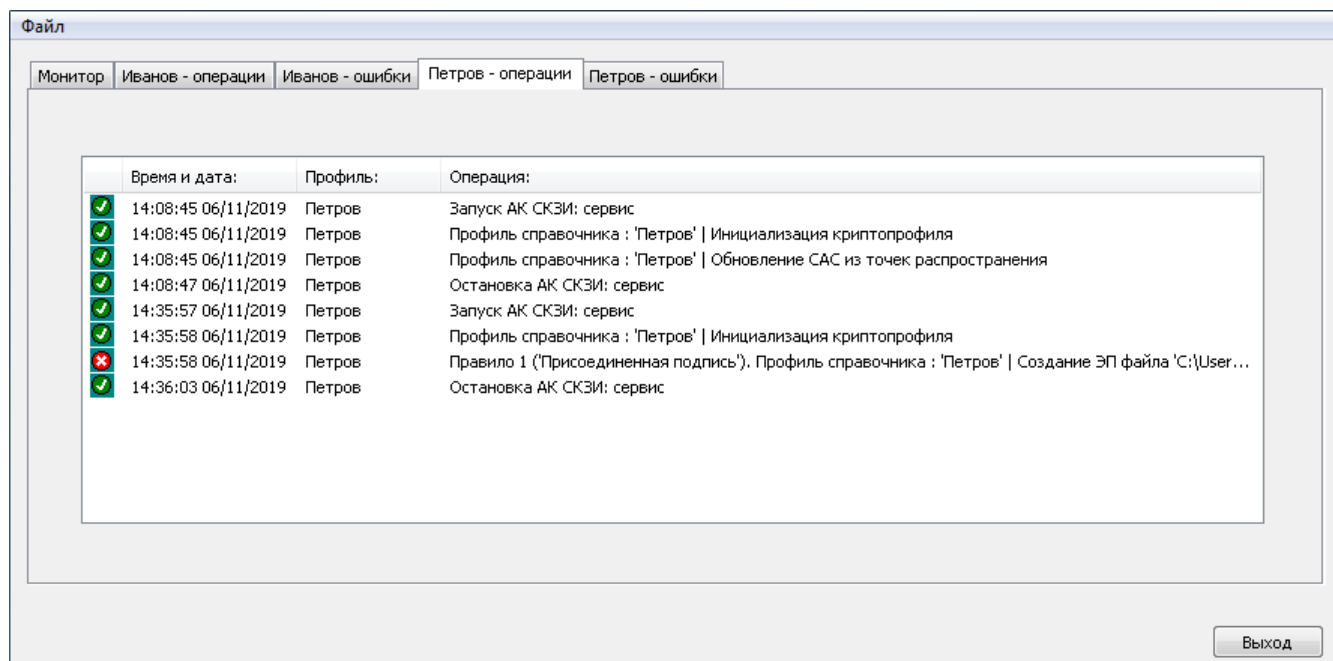 Файл
Монитор Иванов - операции Иванов - ошибки Петров - операции Петров - ошибки
Время и дата: Профиль: Операция:
14:08:45 06/11/2019 Петров Запуск АК СКЗИ: сервис
14:08:45 06/11/2019 Петров Профиль справочника : 'Петров' | Инициализация криптопрофиля
14:08:45 06/11/2019 Петров Профиль справочника : 'Петров' | Обновление САС из точек распространения
14:08:47 06/11/2019 Петров Остановка АК СКЗИ: сервис
14:35:57 06/11/2019 Петров Запуск АК СКЗИ: сервис
14:35:58 06/11/2019 Петров Профиль справочника : 'Петров' | Инициализация криптопрофиля
14:35:58 06/11/2019 Петров Правило 1 ('Присоединенная подпись'). Профиль справочника : 'Петров' | Создание ЭП файла 'C:\User...
14:36:03 06/11/2019 Петров Остановка АК СКЗИ: сервис
Выход